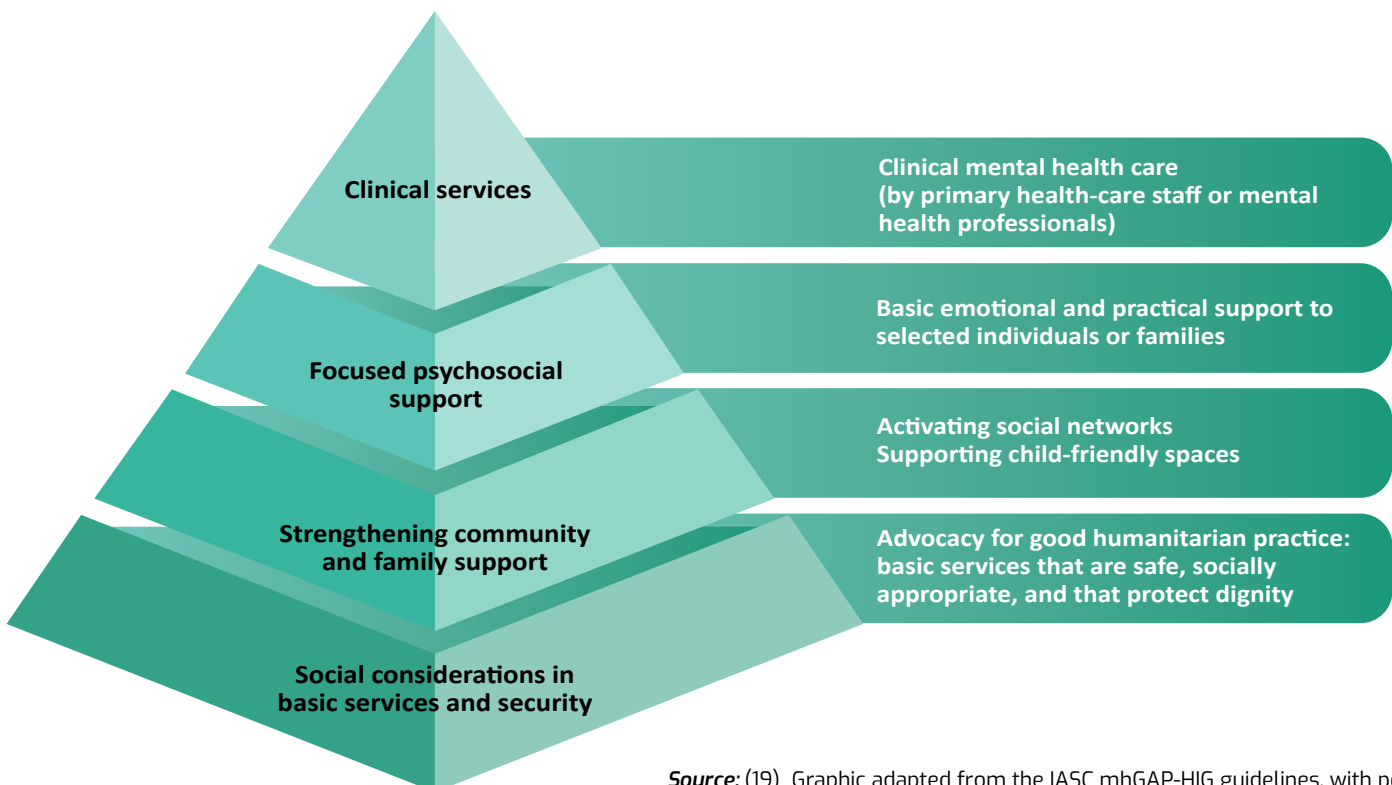 Clinical services
Clinical mental health care
(by primary health-care staff or mental
health professionals)
Focused psychosocial
support
Basic emotional and practical support to
selected individuals or families
Strengthening community
and family support
Activating social networks
Supporting child-friendly spaces
Social considerations in
basic services and security
Advocacy for good humanitarian practice:
basic services that are safe, socially
appropriate, and that protect dignity
Source: (19). Graphic adapted from the IASC mhGAP-HIG guidelines, with